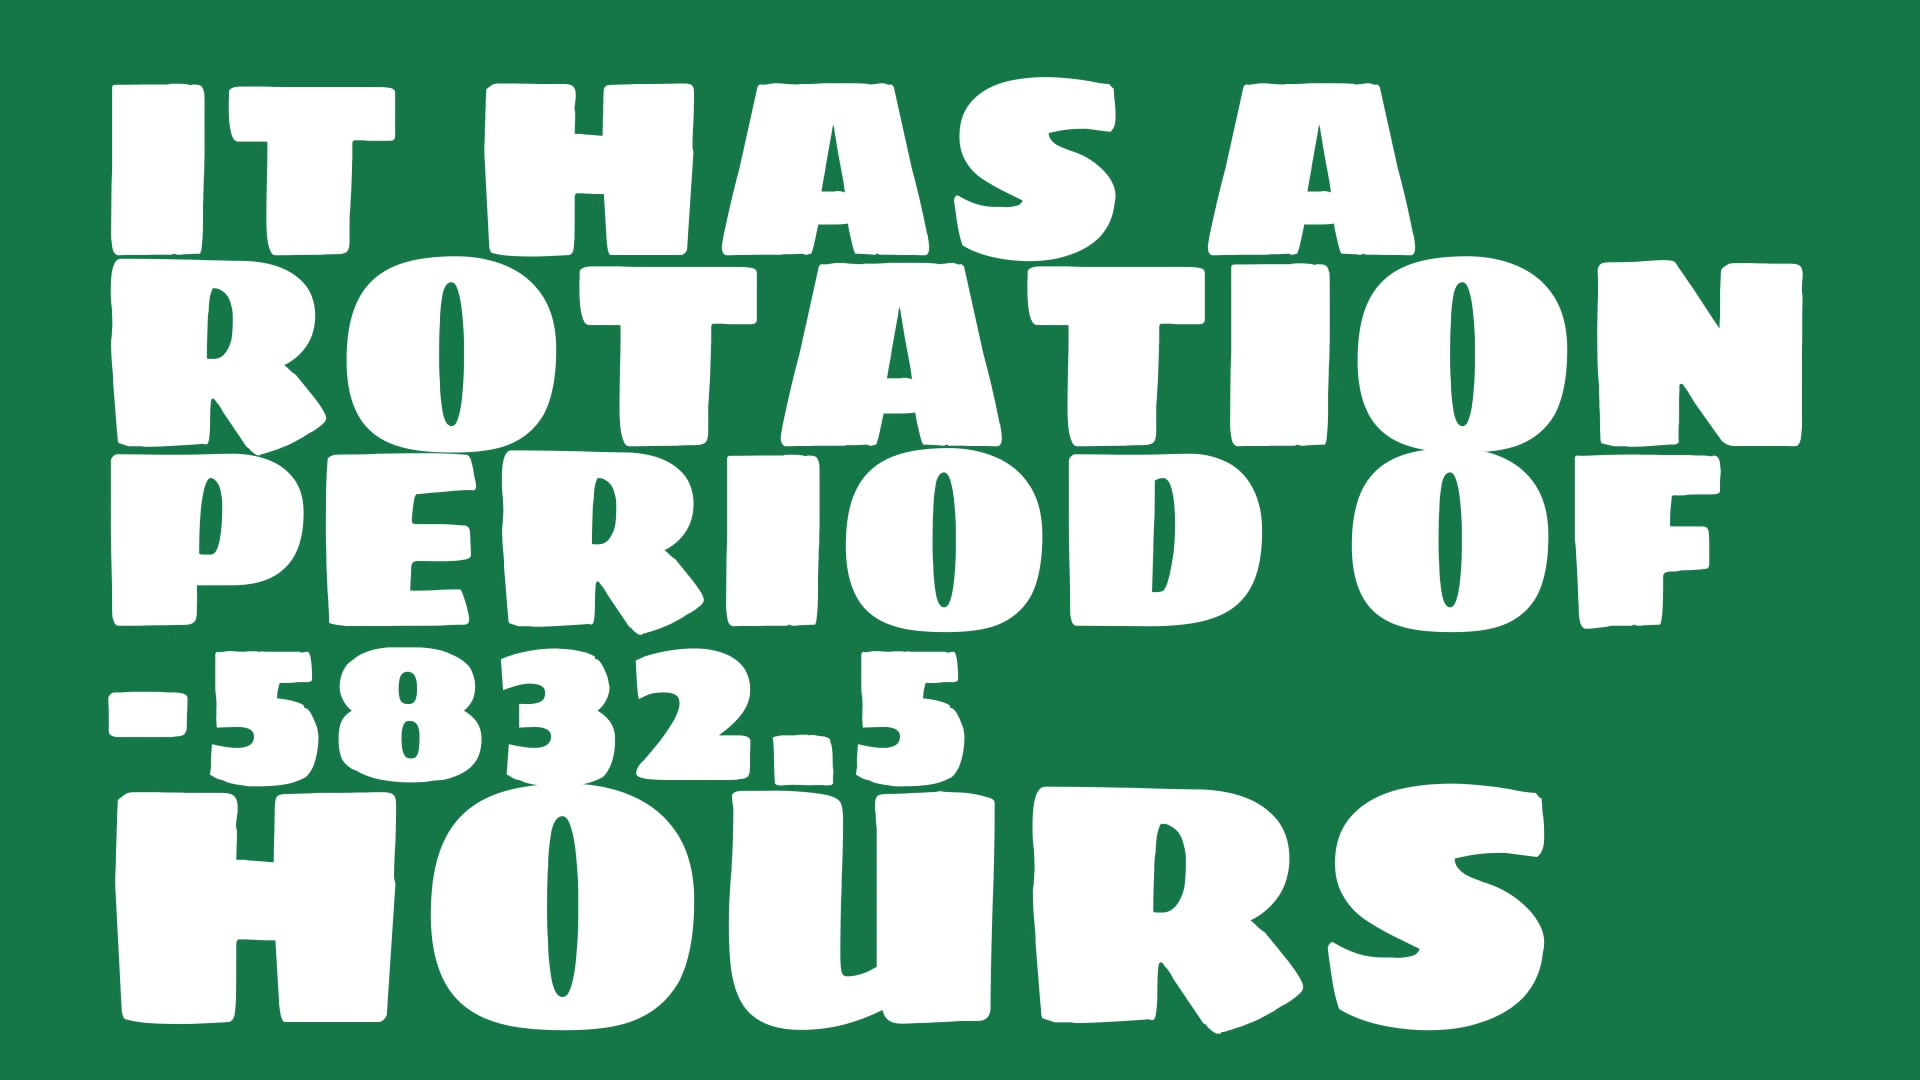 IT HAS A
ROTATION
PERIOD OF
-5832.5
HOURS